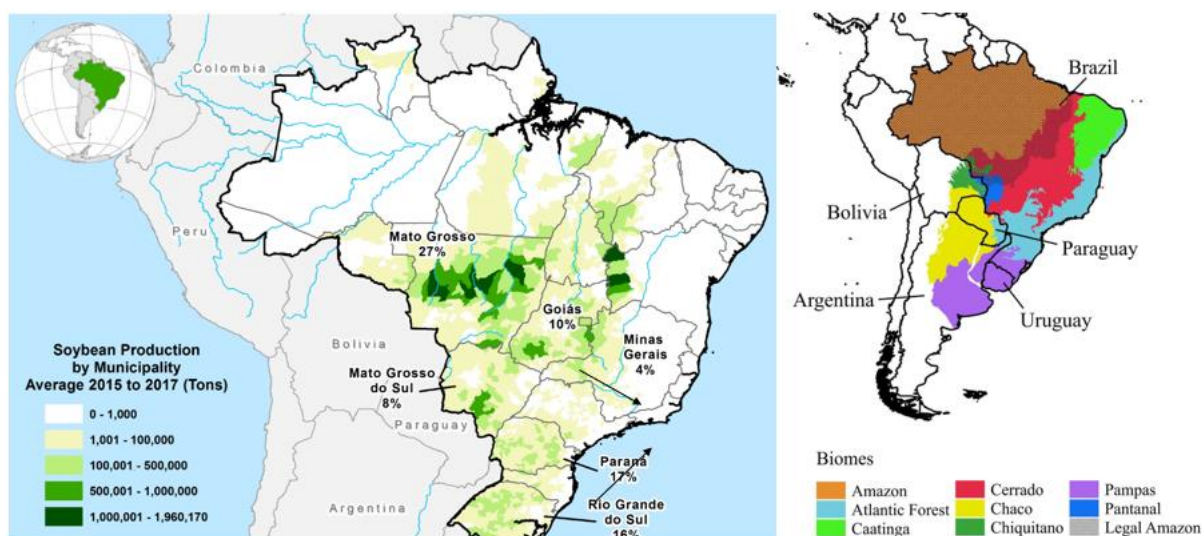 Colombia
Peru
Bolivia
Paraguay
Argentina
Mato Grosso
27%
Goiás
10%
Minas
Gerais
4%
Mato Grosso
do Sul
8%
Paraná
17%
Rio Grande
do Sul
16%
Soybean Production
by Municipality
Average 2015 to 2017 (Tons)
0 - 1,000
1,001 - 100,000
100,001 - 500,000
500,001 - 1,000,000
1,000,001 - 1,960,170
Brazil
Bolivia
Paraguay
Argentina
Uruguay
Biomes
Amazon
Atlantic Forest
Caatinga
Cerrado
Chaco
Chiquitano
Pampas
Pantanal
Legal Amazon